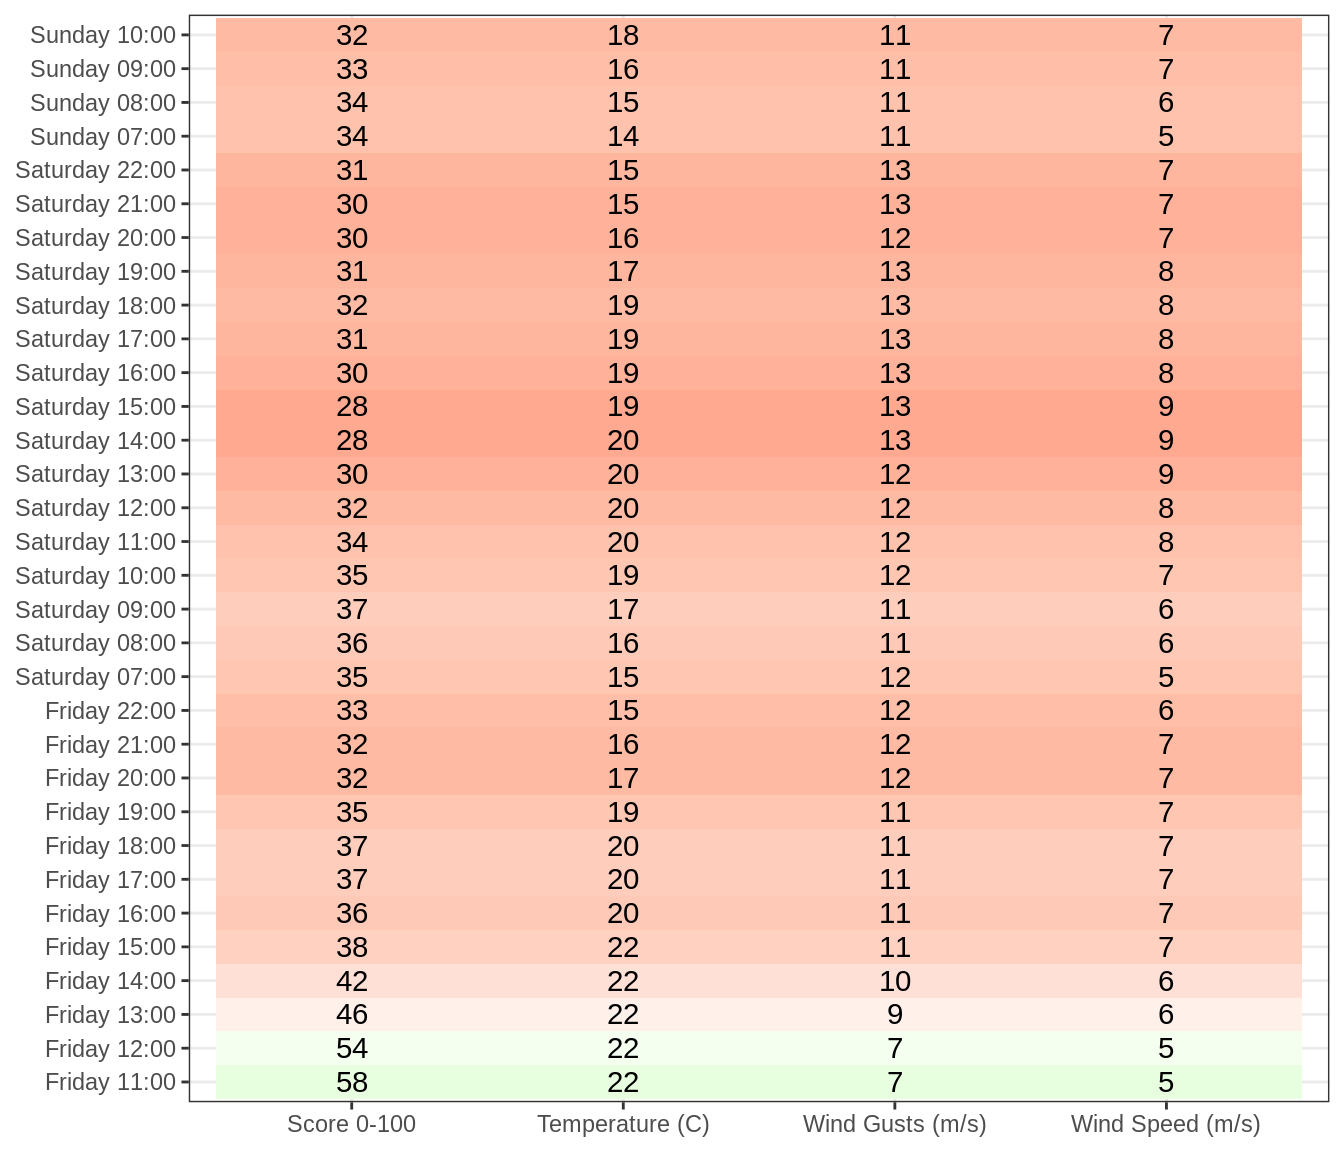 Sunday 10:00 32 18 11 7
Sunday 09:00 33 16 11 7
Sunday 08:00 34 15 11 6
Sunday 07:00 34 14 11 5
Saturday 22:00 31 15 13 7
Saturday 21:00 30 15 13 7
Saturday 20:00 30 16 12 7
Saturday 19:00 31 17 13 8
Saturday 18:00 32 19 13 8
Saturday 17:00 31 19 13 8
Saturday 16:00 30 19 13 8
Saturday 15:00 28 19 13 9
Saturday 14:00 28 20 13 9
Saturday 13:00 30 20 12 9
Saturday 12:00 32 20 12 8
Saturday 11:00 34 20 12 8
Saturday 10:00 35 19 12 7
Saturday 09:00 37 17 11 6
Saturday 08:00 36 16 11 6
Saturday 07:00 35 15 12 5
Friday 22:00 33 15 12 6
Friday 21:00 32 16 12 7
Friday 20:00 32 17 12 7
Friday 19:00 35 19 11 7
Friday 18:00 37 20 11 7
Friday 17:00 37 20 11 7
Friday 16:00 36 20 11 7
Friday 15:00 38 22 11 7
Friday 14:00 42 22 10 6
Friday 13:00 46 22 9 6
Friday 12:00 54 22 7 5
Friday 11:00 58 22 7 5
Score 0-100 Temperature (C) Wind Gusts (m/s) Wind Speed (m/s)